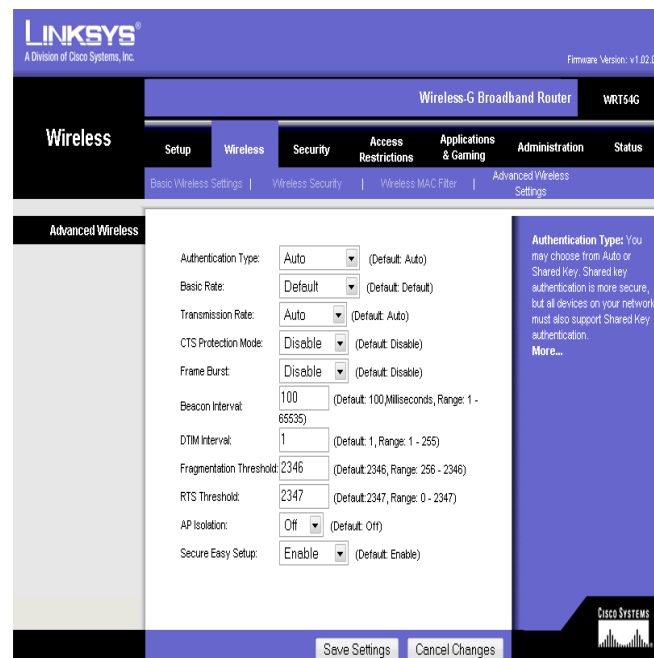 LINKSYS®
A Division of Cisco Systems, Inc.
Firmware Version: v1.02.
Wireless-G Broadband Router WRT54G
Wireless
Setup Wireless Security Access Restrictions Applications & Gaming Administration Status
Basic Wireless Settings | Wireless Security | Wireless MAC Filter | Advanced Wireless Settings
Advanced Wireless
Authentication Type: Auto (Default: Auto)
Basic Rate: Default (Default: Default)
Transmission Rate: Auto (Default: Auto)
CTS Protection Mode: Disable (Default: Disable)
Frame Burst: Disable (Default: Disable)
Beacon Interval: 100 (Default: 100,Milliseconds, Range: 1 -
65535)
DTIM Interval: 1 (Default: 1, Range: 1 - 255)
Fragmentation Threshold: 2346 (Default:2346, Range: 256 - 2346)
RTS Threshold: 2347 (Default:2347, Range: 0 - 2347)
AP Isolation: Off (Default: Off)
Secure Easy Setup: Enable (Default: Enable)
Authentication Type: You
may choose from Auto or
Shared Key. Shared key
authentication is more secure,
but all devices on your network
must also support Shared Key
authentication.
More...
Save Settings Cancel Changes
CISCO SYSTEMS